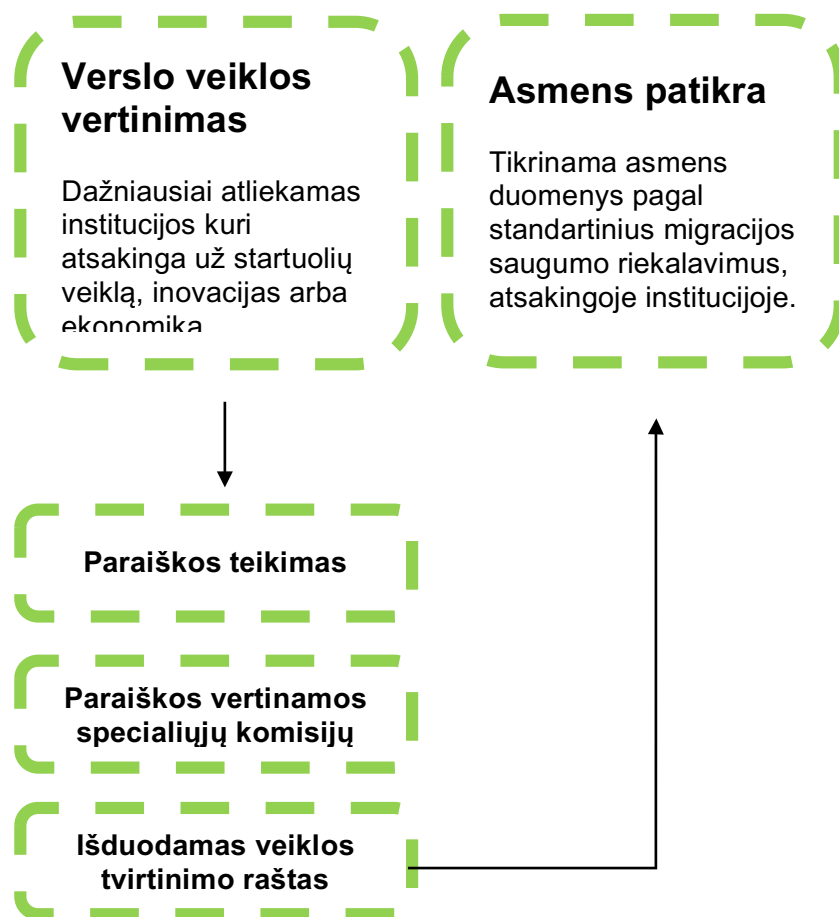 Verslo veiklos
vertinimas
Dažniausiai atliekamas
institucijos kuri
atsakinga už startuolių
veiklą, inovacijas arba
ekonomika
Asmens patikra
Tikrinama asmens
duomenys pagal
standartinius migracijos
saugumo riekalavimus,
atsakingoje institucijoje.
Paraiškos teikimas
Paraiškos vertinamos
specialiųjų komisijų
Išduodamas veiklos
tvirtinimo raštas